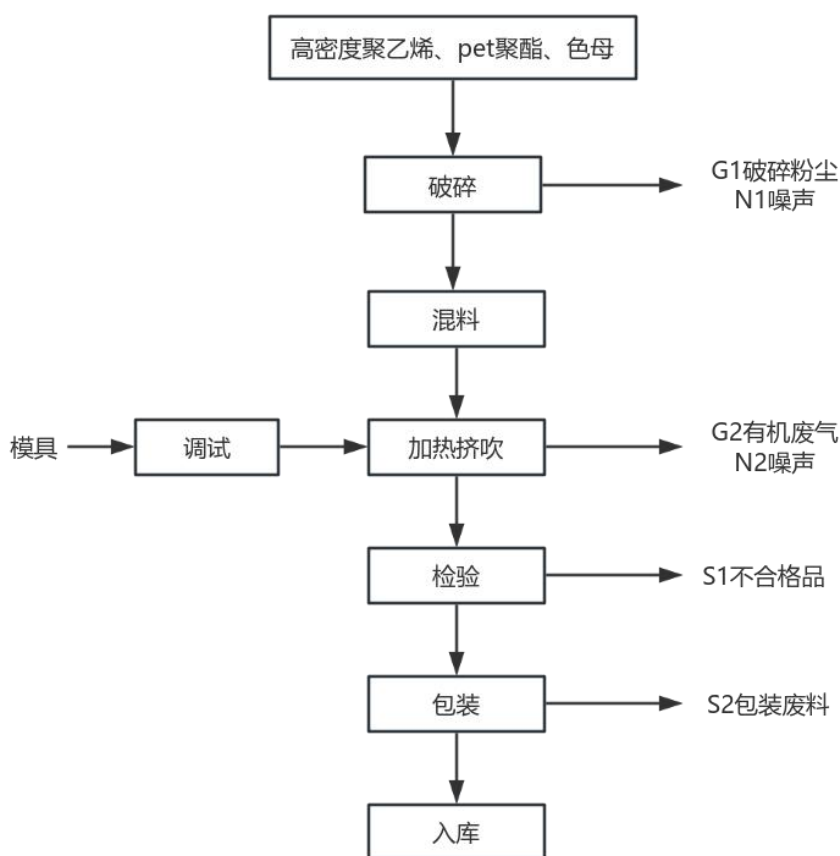 高密度聚乙烯、pet聚酯、色母
破碎
G1破碎粉尘
N1噪声
混料
模具
调试
加热挤吹
G2有机废气
N2噪声
检验
S1不合格品
包装
S2包装废料
入库